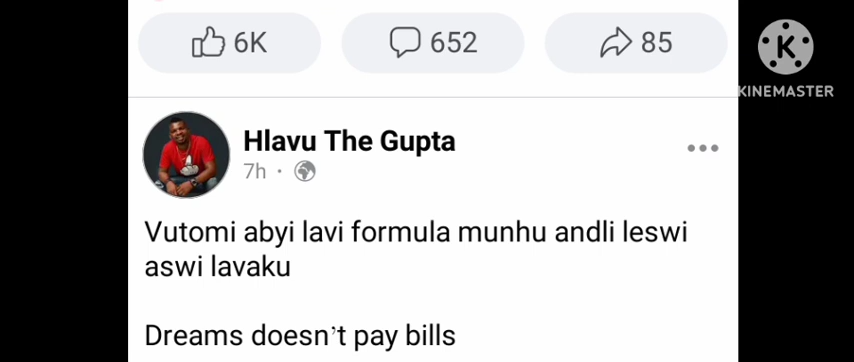 6K 652 85
K
KINEMASTER
Hlavu The Gupta
7h ·
Vutomi abyi lavi formula munhu andli leswi
aswi lavaku
Dreams doesn't pay bills